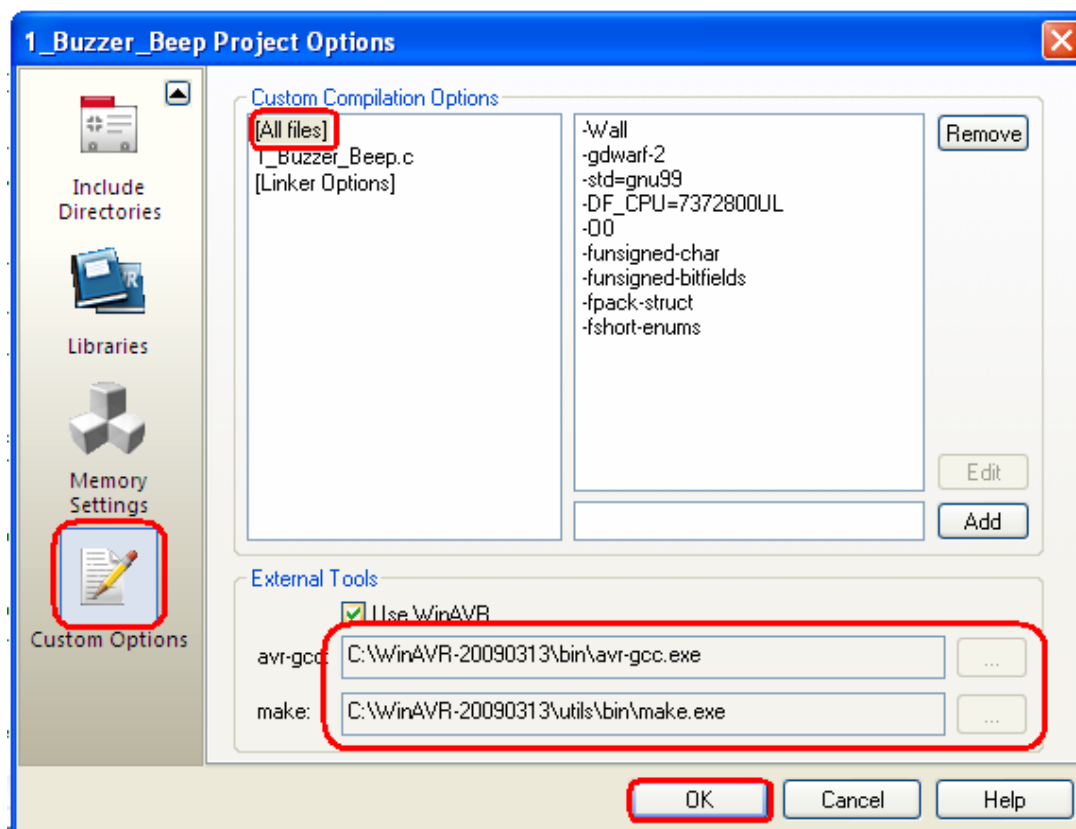 1_Buzzer_Beep Project Options
Include
Directories
Libraries
Memory
Settings
Custom Options
Custom Compilation Options
[All files]
1_Buzzer_Beep.c
[Linker Options]
-Wall
-gdwarf-2
-std=gnu99
-DF_CPU=7372800UL
-O0
-funsigned-char
-funsigned-bitfields
-fpack-struct
-fshort-enums
Remove
Edit
Add
External Tools
Use WinAVR
avr-gcc: C:\WinAVR-20090313\bin\avr-gcc.exe ...
make: C:\WinAVR-20090313\utils\bin\make.exe ...
OK Cancel Help